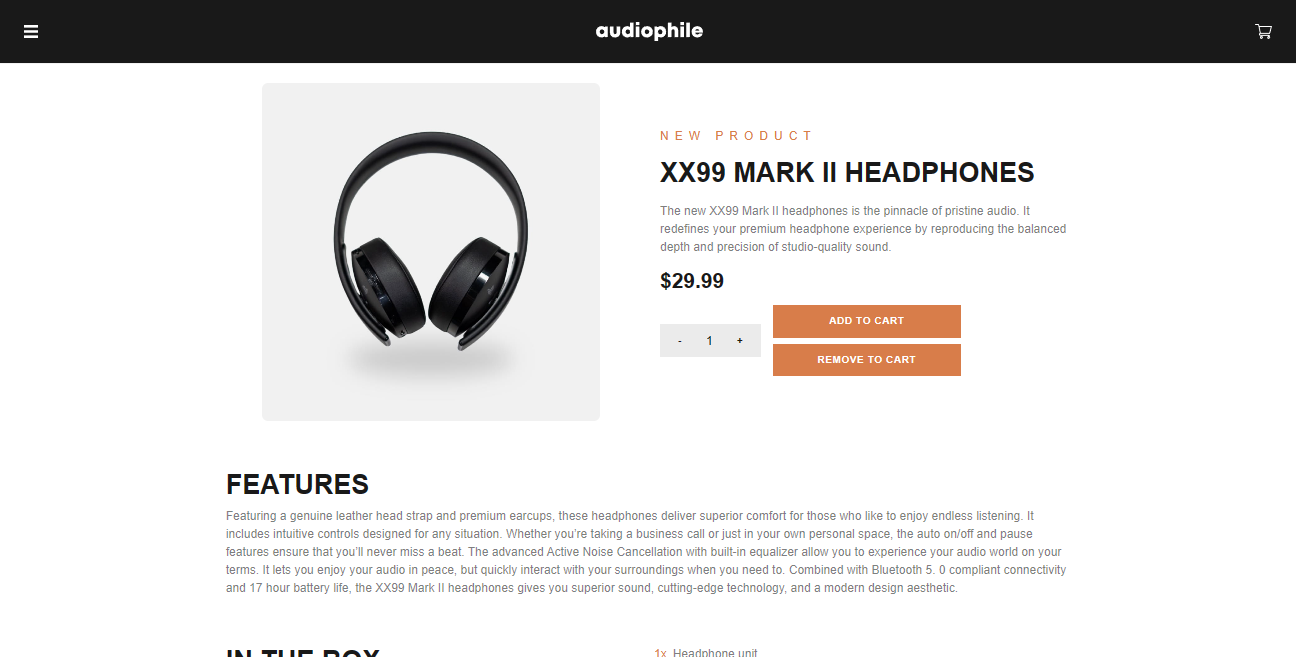 audiophile
NEW PRODUCT
XX99 MARK II HEADPHONES
The new XX99 Mark II headphones is the pinnacle of pristine audio. It
redefines your premium headphone experience by reproducing the balanced
depth and precision of studio-quality sound.
$29.99
- 1 +
ADD TO CART
REMOVE TO CART
FEATURES
Featuring a genuine leather head strap and premium earcups, these headphones deliver superior comfort for those who like to enjoy endless listening. It
includes intuitive controls designed for any situation. Whether you’re taking a business call or just in your own personal space, the auto on/off and pause
features ensure that you’ll never miss a beat. The advanced Active Noise Cancellation with built-in equalizer allow you to experience your audio world on your
terms. It lets you enjoy your audio in peace, but quickly interact with your surroundings when you need to. Combined with Bluetooth 5. 0 compliant connectivity
and 17 hour battery life, the XX99 Mark II headphones gives you superior sound, cutting-edge technology, and a modern design aesthetic.
IN THE BOX
1x Headphone unit